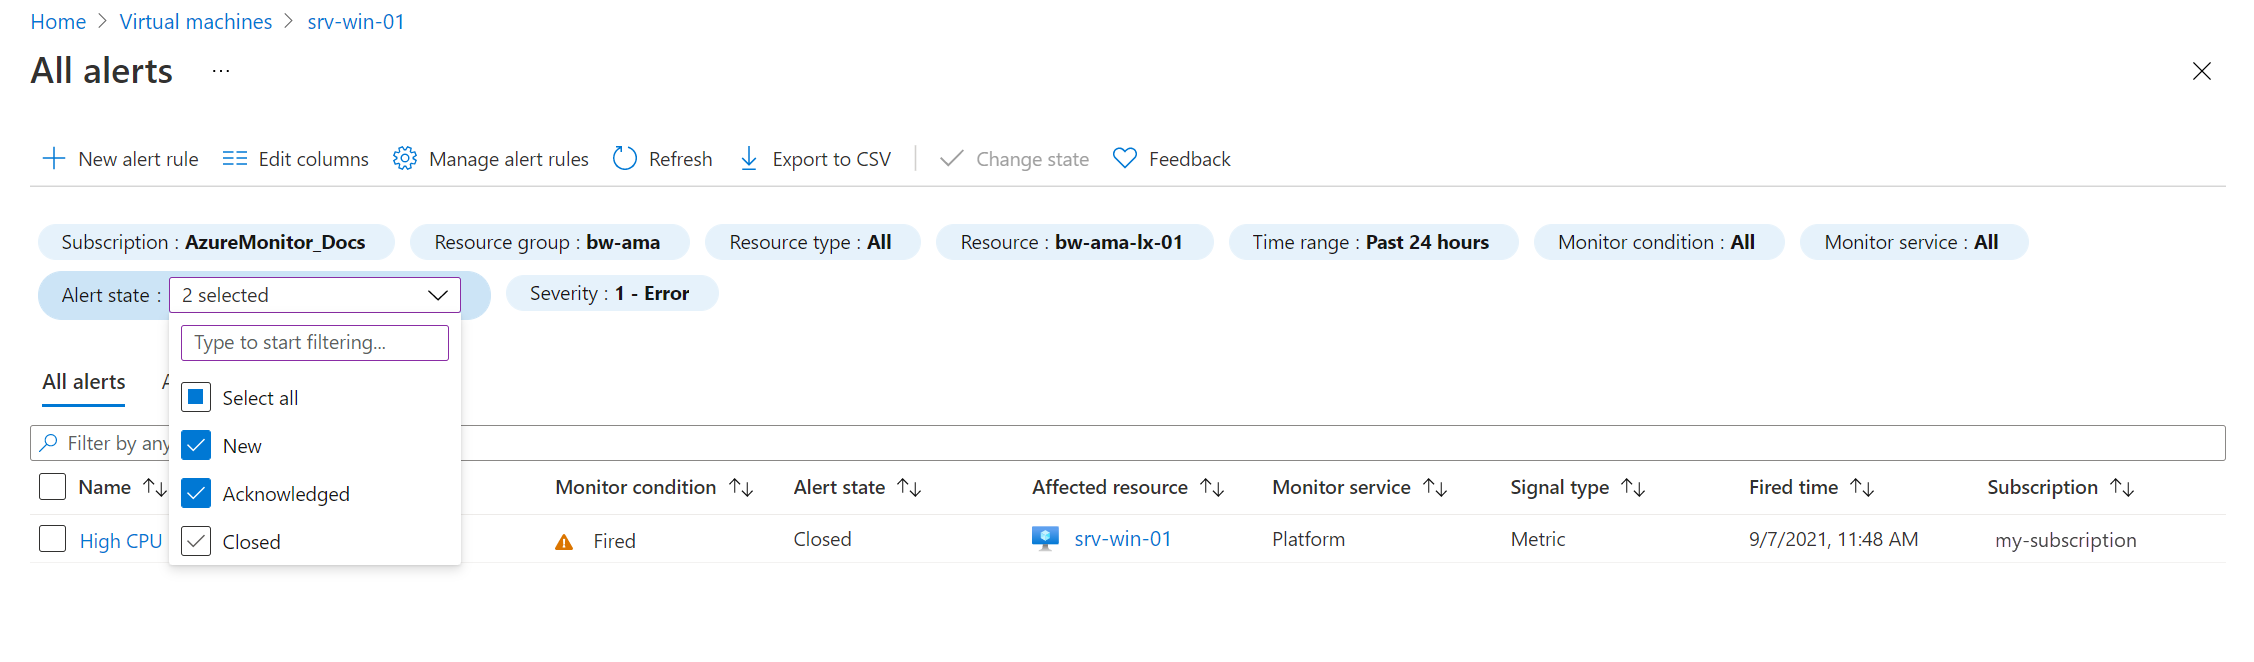 Home > Virtual machines > srv-win-01
All alerts ...
New alert rule Edit columns Manage alert rules Refresh Export to CSV Change state Feedback
Subscription : AzureMonitor_Docs Resource group : bw-ama Resource type : All Resource : bw-ama-lx-01 Time range : Past 24 hours Monitor condition : All Monitor service : All
Alert state : 2 selected Severity : 1 - Error
Type to start filtering...
All alerts
Select all
New
Filter by any
Name Acknowledged Monitor condition Alert state Affected resource Monitor service Signal type Fired time Subscription
High CPU Closed Fired Closed srv-win-01 Platform Metric 9/7/2021, 11:48 AM my-subscription